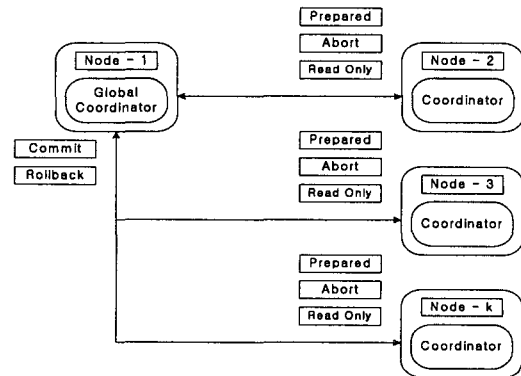 Prepared
Abort
Read Only
Node - 1
Global
Coordinator
Node - 2
Coordinator
Commit
Rollback
Prepared
Abort
Read Only
Node - 3
Coordinator
Prepared
Abort
Read Only
Node - k
Coordinator